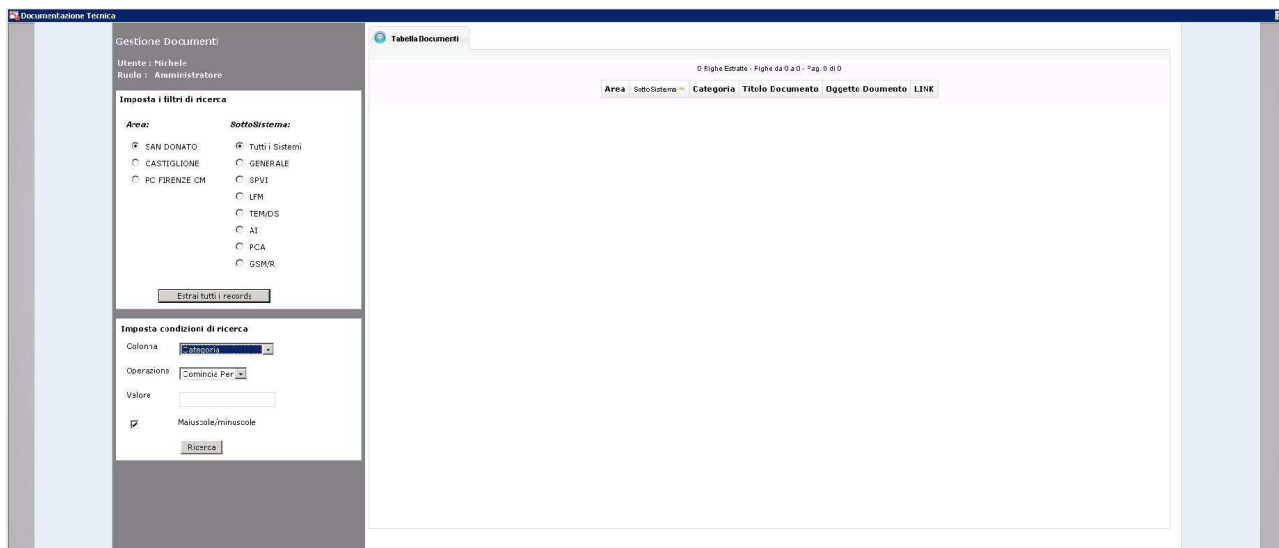 Documentazione Tecnica
Gestione Documenti
Utente : Michele
Ruolo : Amministratore
Imposta i filtri di ricerca
Area:
SottoSistema:
SAN DONATO
Tutti i Sistemi
CASTIGLIONE
GENERALE
PC FIRENZE CM
SPVI
LFM
TEM/DS
AI
PCA
GSM/R
Estrai tutti i records
Imposta condizioni di ricerca
Colonna
Categoria
Operazione
Comincia Per
Valore
Maiuscole/minuscole
Ricerca
Tabella Documenti
0 Righe Estratte - Righe da 0 a 0 - Pag. 0 di 0
Area SottoSistema Categoria Titolo Documento Oggetto Doumento LINK